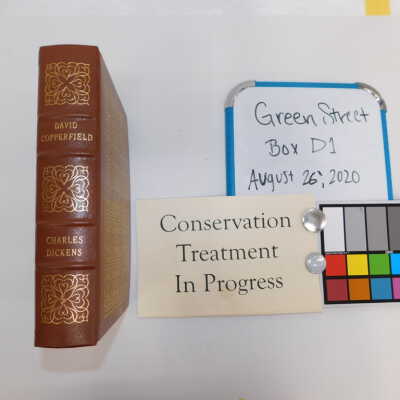 DAVID
COPPERFIELD
CHARLES
DICKENS
Green Street
Box D1
August 26, 2020
Conservation
Treatment
In Progress